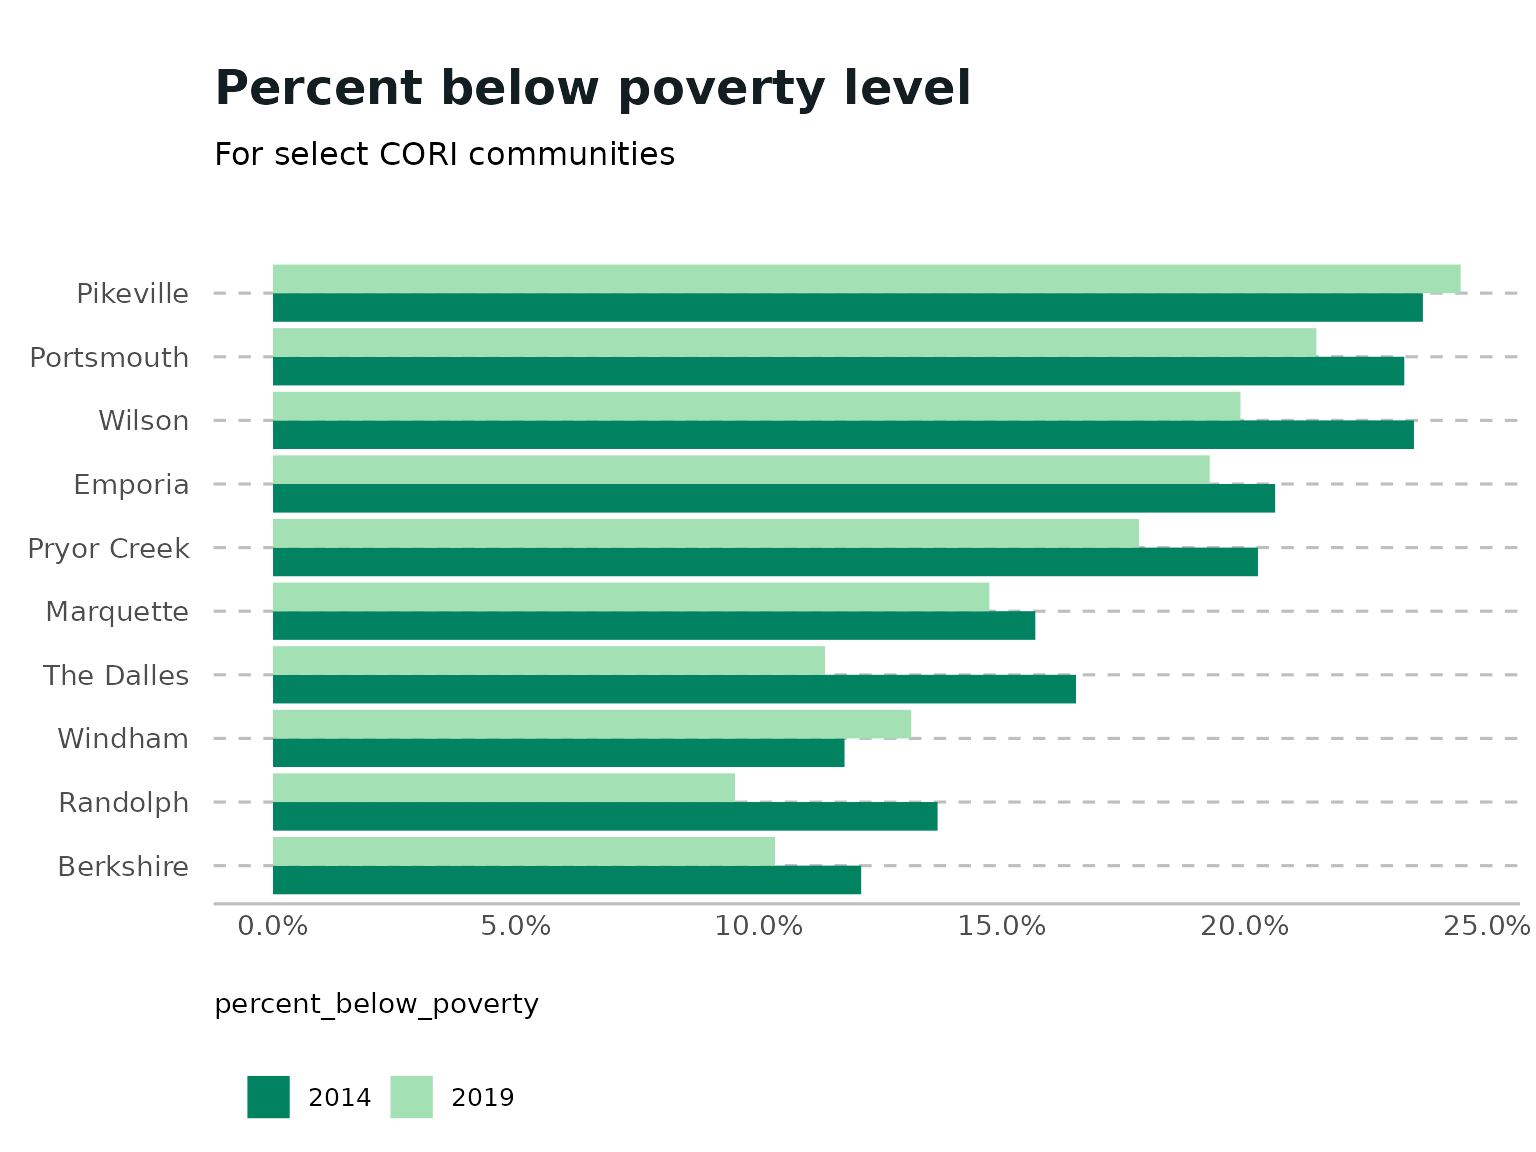 Percent below poverty level
For select CORI communities
Pikeville
Portsmouth
Wilson
Emporia
Pryor Creek
Marquette
The Dalles
Windham
Randolph
Berkshire
0.0% 5.0% 10.0% 15.0% 20.0% 25.0%
percent_below_poverty
2014 2019